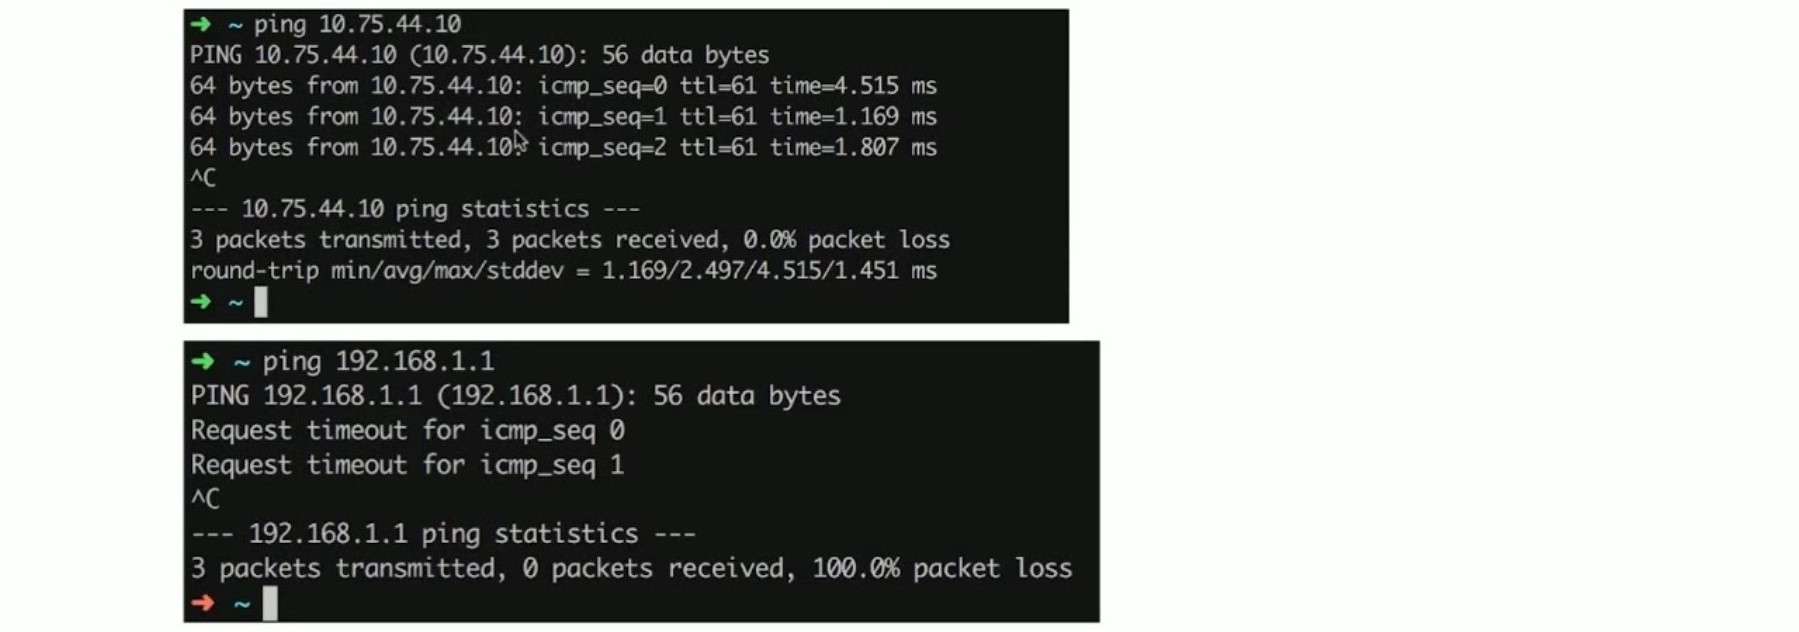 ➜ ~ ping 10.75.44.10
PING 10.75.44.10 (10.75.44.10): 56 data bytes
64 bytes from 10.75.44.10: icmp_seq=0 ttl=61 time=4.515 ms
64 bytes from 10.75.44.10: icmp_seq=1 ttl=61 time=1.169 ms
64 bytes from 10.75.44.10: icmp_seq=2 ttl=61 time=1.807 ms
^C
--- 10.75.44.10 ping statistics ---
3 packets transmitted, 3 packets received, 0.0% packet loss
round-trip min/avg/max/stddev = 1.169/2.497/4.515/1.451 ms
➜ ~
➜ ~ ping 192.168.1.1
PING 192.168.1.1 (192.168.1.1): 56 data bytes
Request timeout for icmp_seq 0
Request timeout for icmp_seq 1
^C
--- 192.168.1.1 ping statistics ---
3 packets transmitted, 0 packets received, 100.0% packet loss
➜ ~